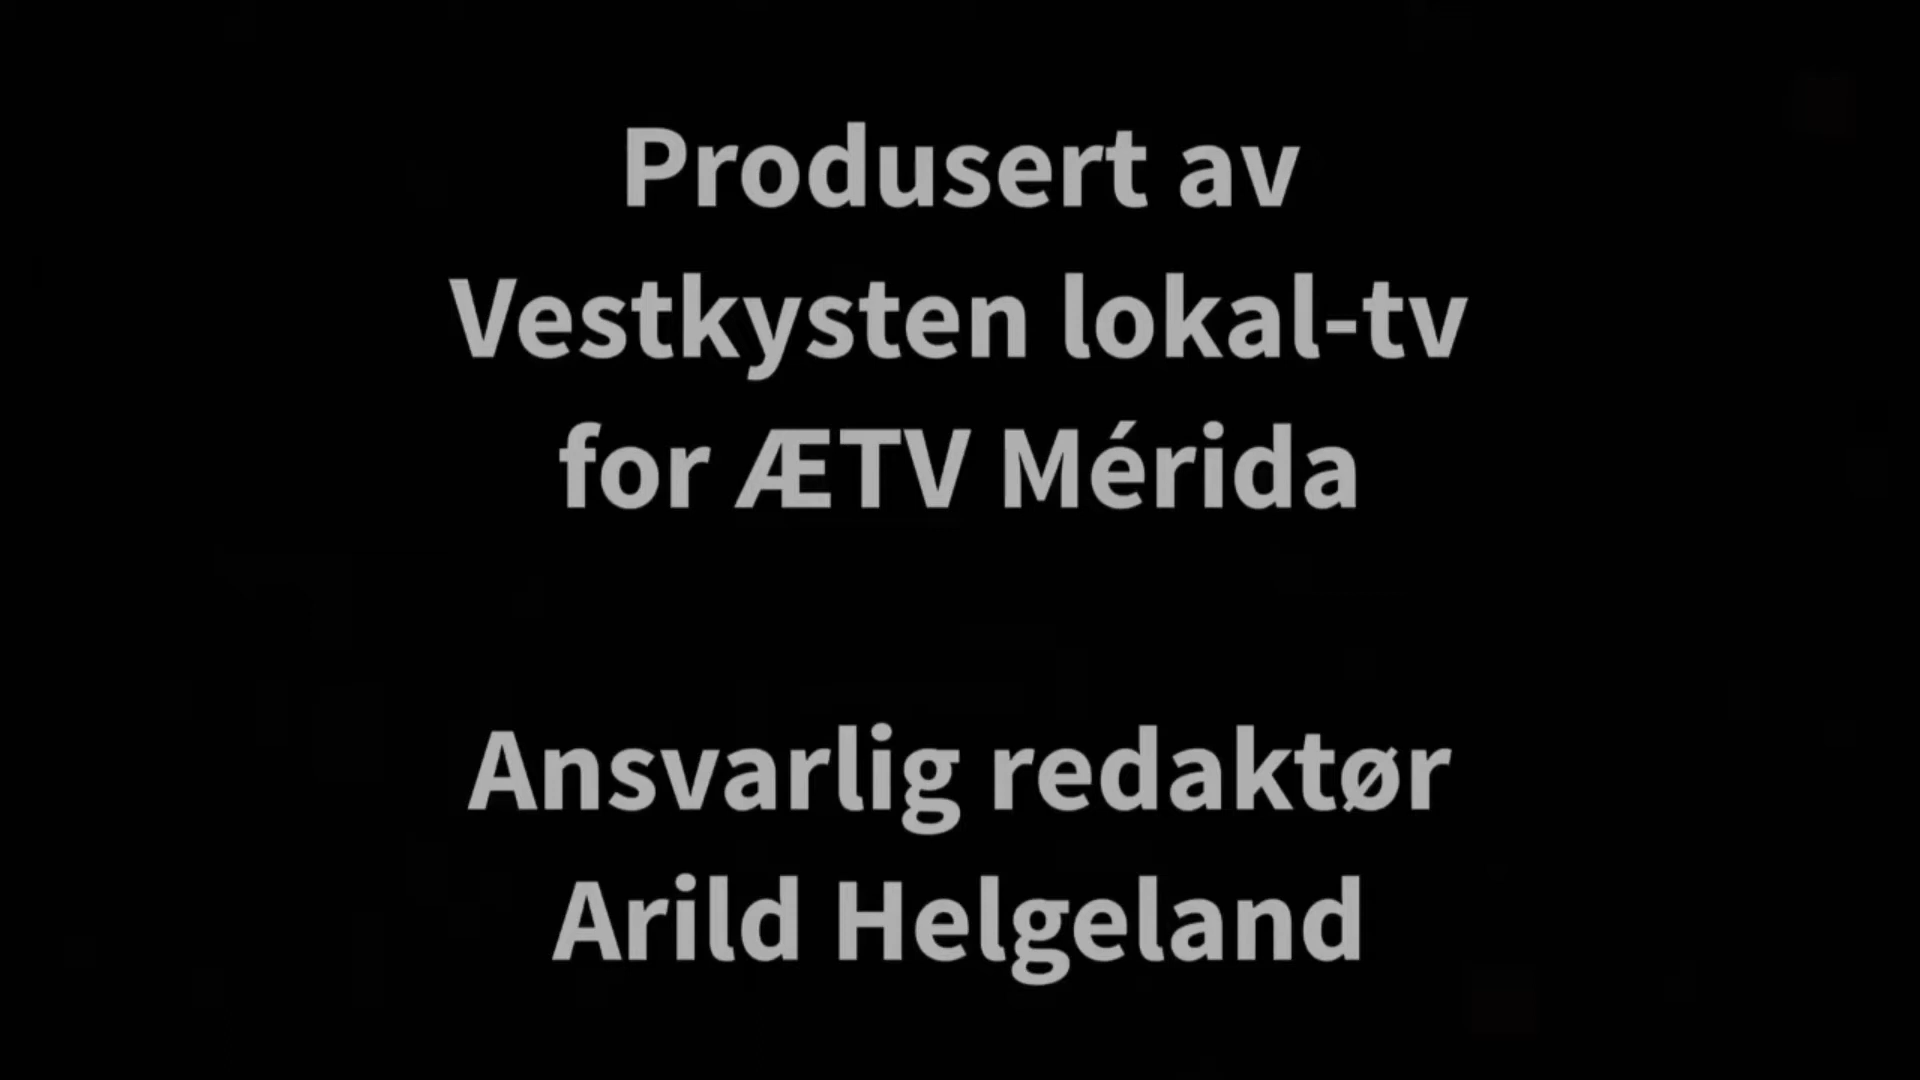 Produsert av
Vestkysten lokal-tv
for ÆTV Mérida
Ansvarlig redaktør
Arild Helgeland